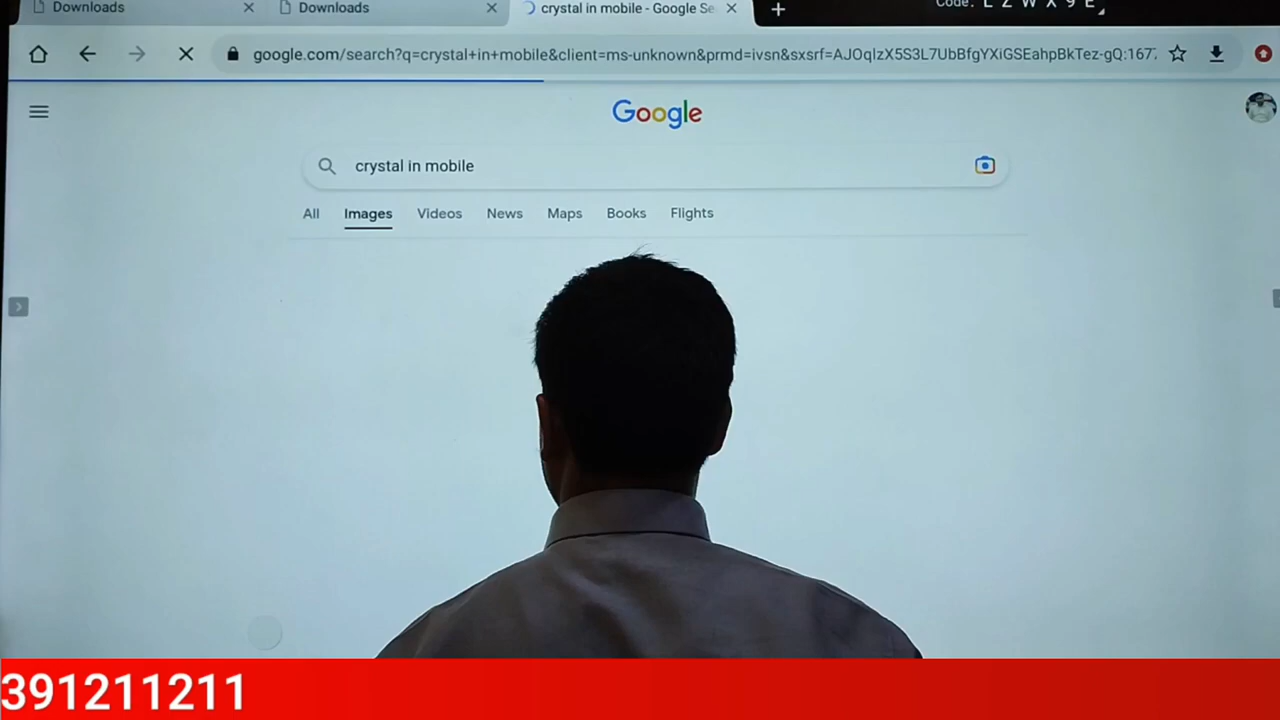 Downloads
Downloads
crystal in mobile - Google Se
Code: L Z W X 9 E
google.com/search?q=crystal+in+mobile&client=ms-unknown&prmd=ivsn&sxsrf=AJOqlzX5S3L7UbBfgYXiGSEahpBkTez-gQ:167
Google
crystal in mobile
All Images Videos News Maps Books Flights
391211211